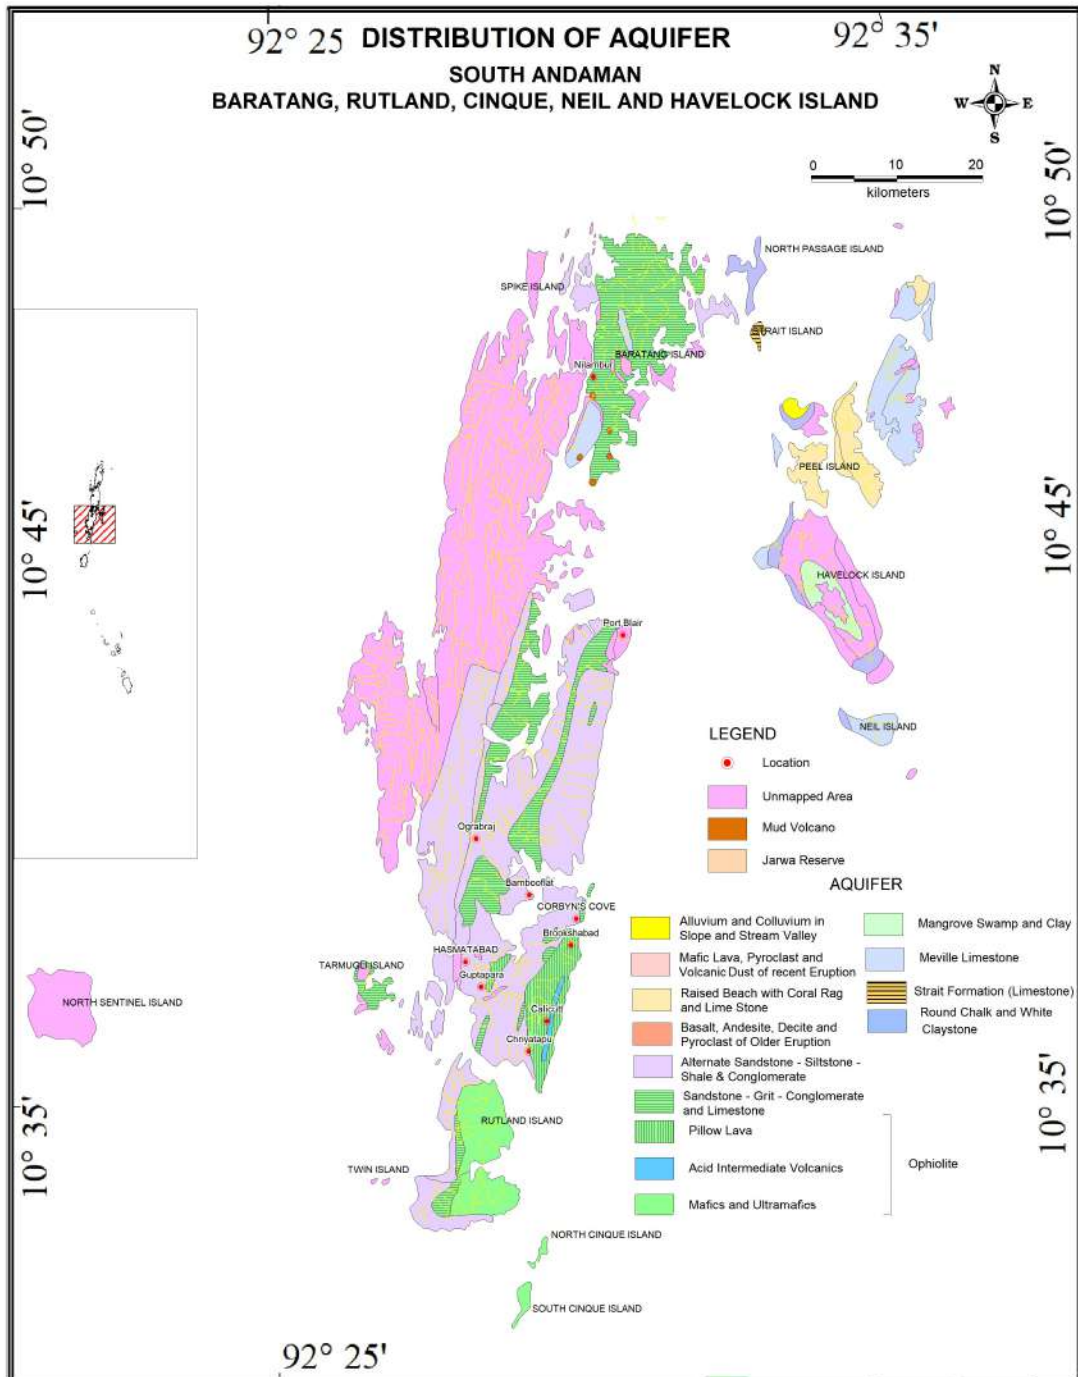 92° 25
DISTRIBUTION OF AQUIFER
92° 35'
SOUTH ANDAMAN
BARATANG, RUTLAND, CINQUE, NEIL AND HAVELOCK ISLAND
N
W E
S
10° 50'
10° 50'
0 10 20
kilometers
NORTH PASSAGE ISLAND
SPIKE ISLAND
RAIT ISLAND
BARATANG ISLAND
Nilambur
PEEL ISLAND
10° 45'
10° 45'
HAVELOCK ISLAND
Port Blair
NEIL ISLAND
LEGEND
Location
Unmapped Area
Mud Volcano
Jarwa Reserve
Ograbraj
Bambooflat
CORBYN'S COVE
Brookshabad
HASMATABAD
TARMUGLI ISLAND
Guptapara
NORTH SENTINEL ISLAND
Calicutt
Chriyatapu
AQUIFER
Alluvium and Colluvium in
Slope and Stream Valley
Mafic Lava, Pyroclast and
Volcanic Dust of recent Eruption
Raised Beach with Coral Rag
and Lime Stone
Basalt, Andesite, Decite and
Pyroclast of Older Eruption
Alternate Sandstone - Siltstone -
Shale & Conglomerate
Sandstone - Grit - Conglomerate
and Limestone
Pillow Lava
Acid Intermediate Volcanics
Mafics and Ultramafics
Ophiolite
Mangrove Swamp and Clay
Meville Limestone
Strait Formation (Limestone)
Round Chalk and White
Claystone
10° 35'
10° 35'
RUTLAND ISLAND
TWIN ISLAND
NORTH CINQUE ISLAND
SOUTH CINQUE ISLAND
92° 25'